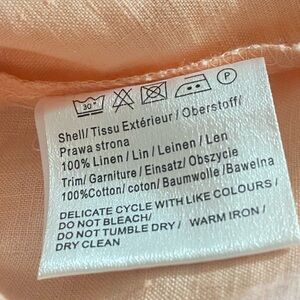 30°
P
Shell/Tissu Extérieur/Oberstoff/
Prawa strona
100% Linen/Lin/Leinen/Len
Trim/Garniture/Einsatz/Obszycie
100%Cotton/coton/Baumwolle/Bawelna
DELICATE CYCLE WITH LIKE COLOURS/
DO NOT BLEACH/
DO NOT TUMBLE DRY/ WARM IRON/
DRY CLEAN